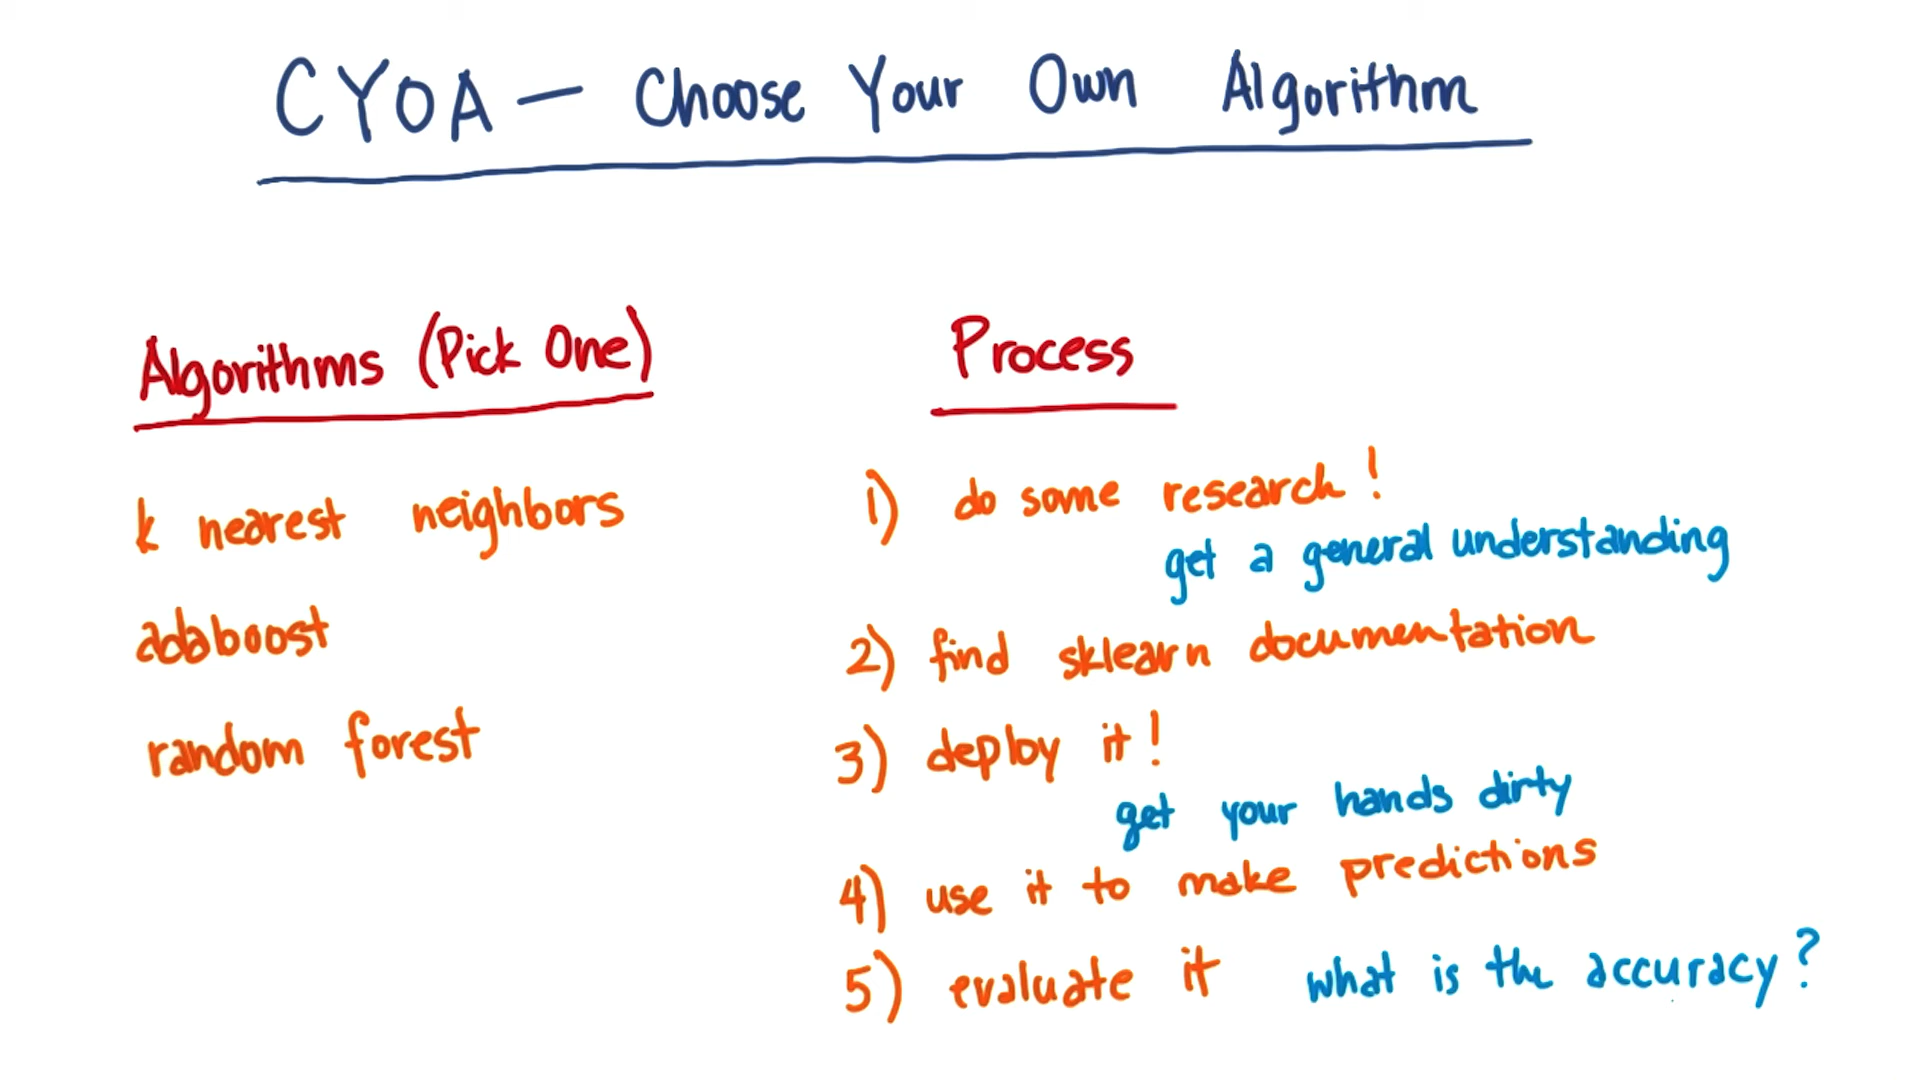 CYOA — Choose Your Own Algorithm
Algorithms (Pick One)
k nearest neighbors
adaboost
random forest
Process
1) do some research!
get a general understanding
2) find sklearn documentation
3) deploy it!
get your hands dirty
4) use it to make predictions
5) evaluate it what is the accuracy?